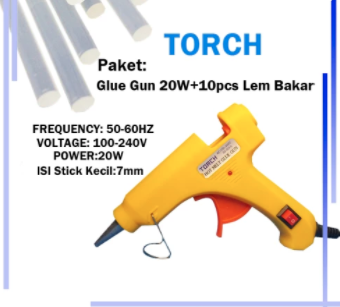 TORCH
Paket:
Glue Gun 20W+10pcs Lem Bakar
FREQUENCY: 50-60HZ
VOLTAGE: 100-240V
POWER:20W
ISI Stick Kecil:7mm
TORCH